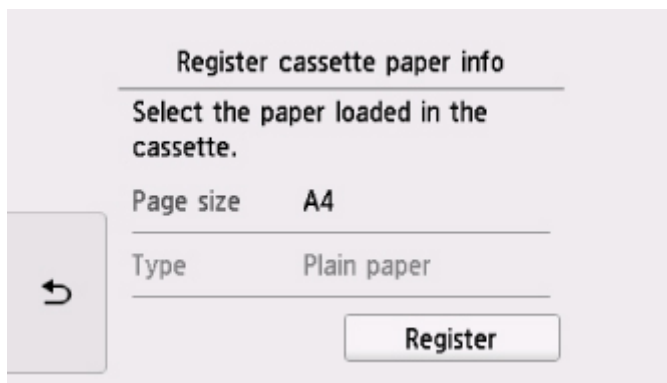 Register cassette paper info
Select the paper loaded in the
cassette.
Page size A4
Type Plain paper
Register